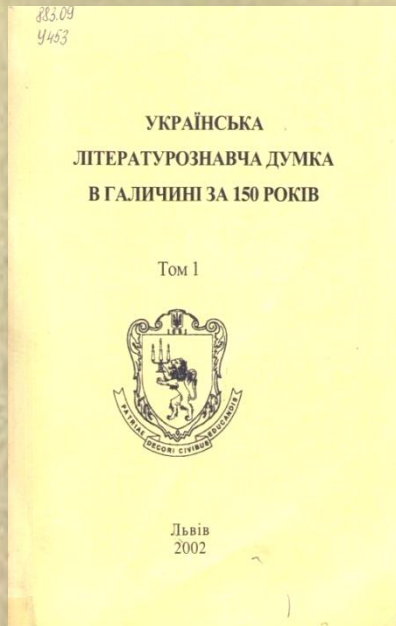 883.09
У453
УКРАЇНСЬКА
ЛІТЕРАТУРОЗНАВЧА ДУМКА
В ГАЛИЧИНІ ЗА 150 РОКІВ
Том 1
PATRIAE DECORI CIVIBUS EDUCANDIS
Львів
2002